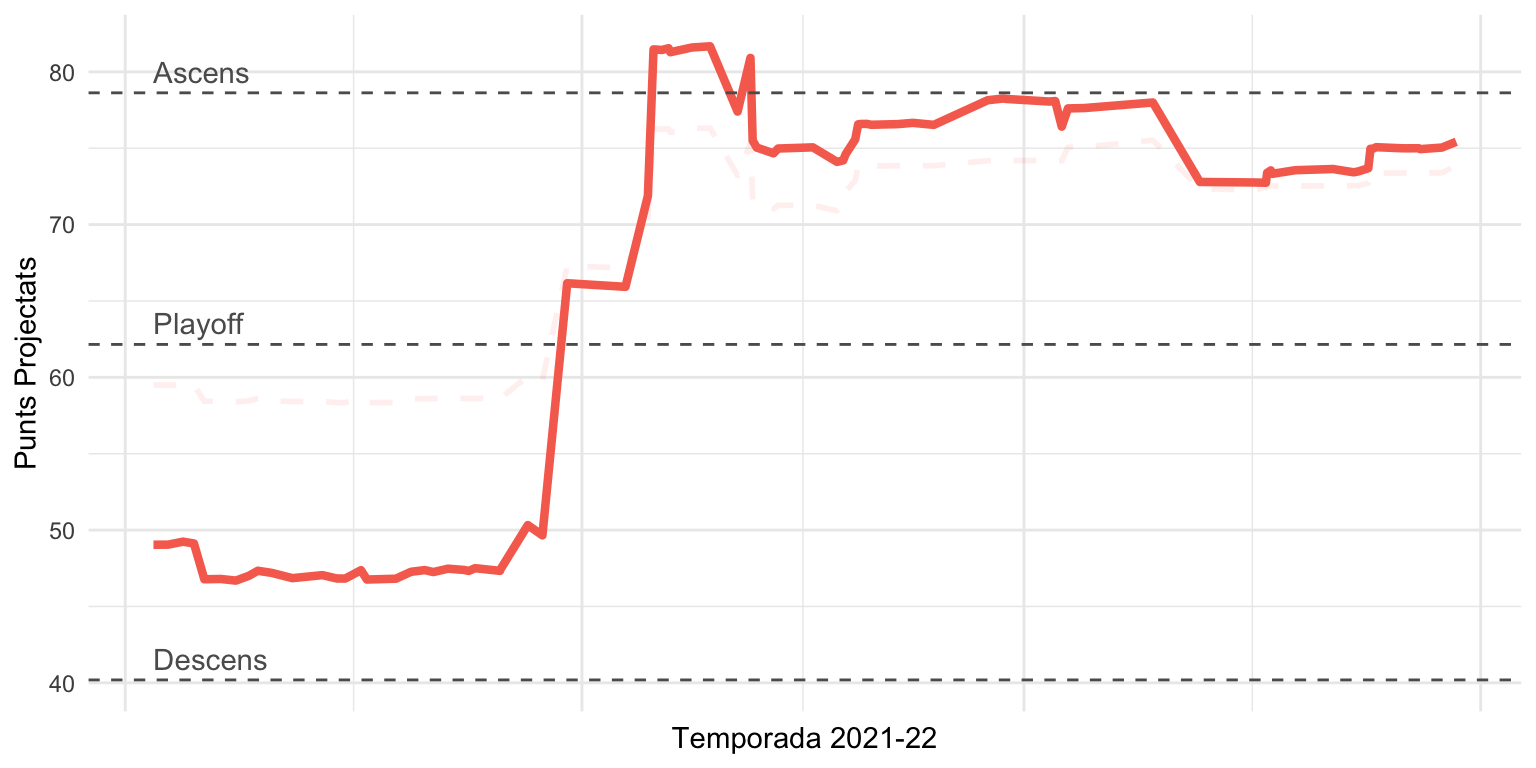 80
Ascens
70
Playoff
60
50
Descens
40
Punts Projectats
Temporada 2021-22